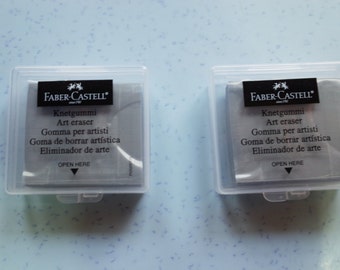 FABER-CASTELL
Knetgummi
Art eraser
Gomma per artisti
Goma de borrar artística
Eliminador de arte
OPEN HERE
FABER-CASTELL
Knetgummi
Art eraser
Gomma per artisti
Goma de borrar artística
Eliminador de arte
OPEN HERE